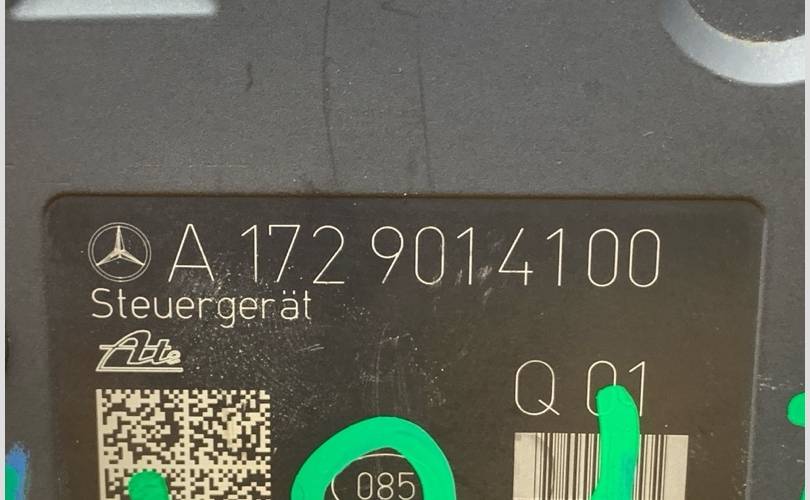 A 172 901 41 00
Steuergerät
Ate
Q 01
085